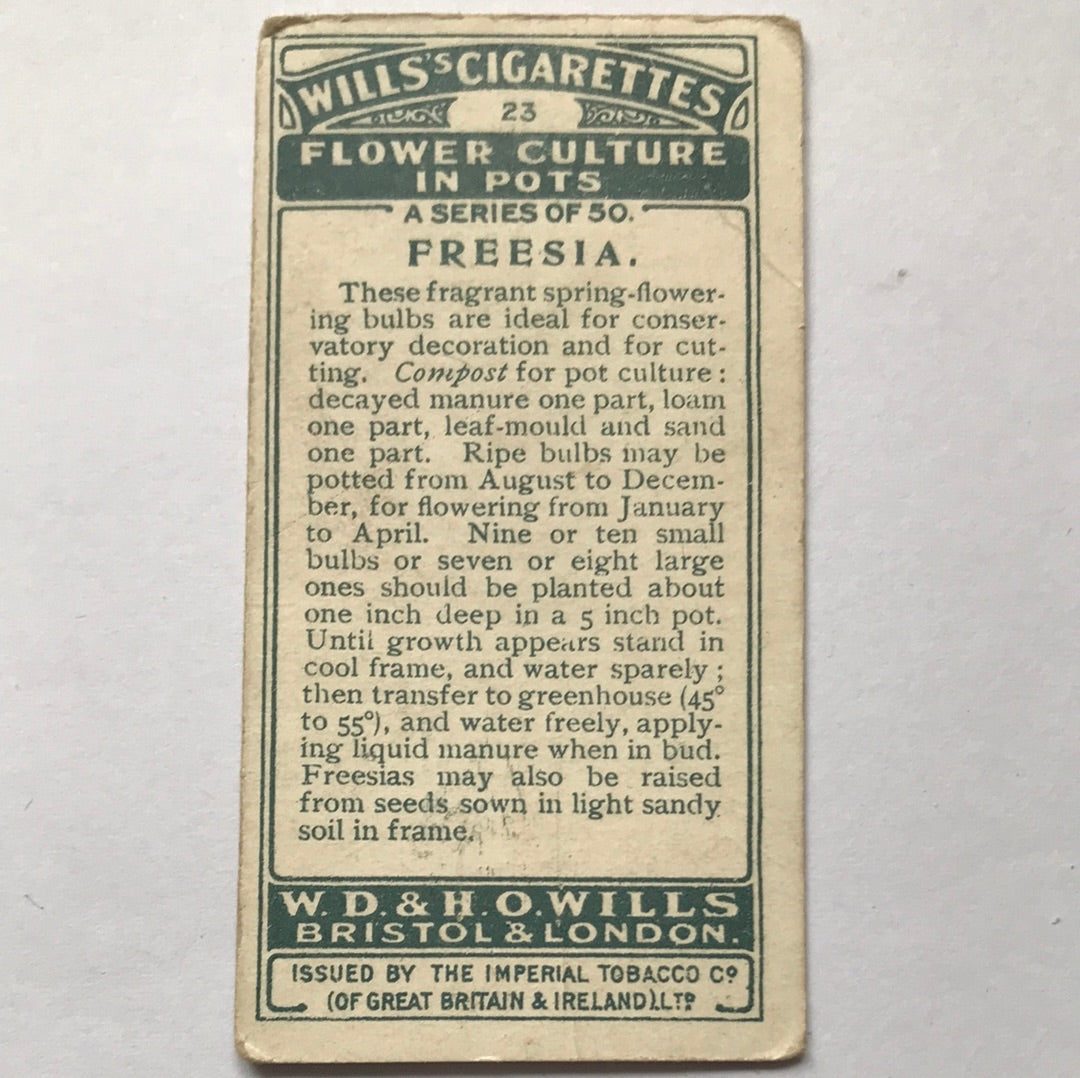 WILLS'S CIGARETTES
23
FLOWER CULTURE
IN POTS
A SERIES OF 50.
FREESIA.
These fragrant spring-flower-
ing bulbs are ideal for conser-
vatory decoration and for cut-
ting. Compost for pot culture :
decayed manure one part, loam
one part, leaf-mould and sand
one part. Ripe bulbs may be
potted from August to Decem-
ber, for flowering from January
to April. Nine or ten small
bulbs or seven or eight large
ones should be planted about
one inch deep in a 5 inch pot.
Until growth appears stand in
cool frame, and water sparely ;
then transfer to greenhouse (45°
to 55°), and water freely, apply-
ing liquid manure when in bud.
Freesias may also be raised
from seeds sown in light sandy
soil in frame.
W. D. & H. O. WILLS
BRISTOL & LONDON.
ISSUED BY THE IMPERIAL TOBACCO Cº
(OF GREAT BRITAIN & IRELAND), LTD